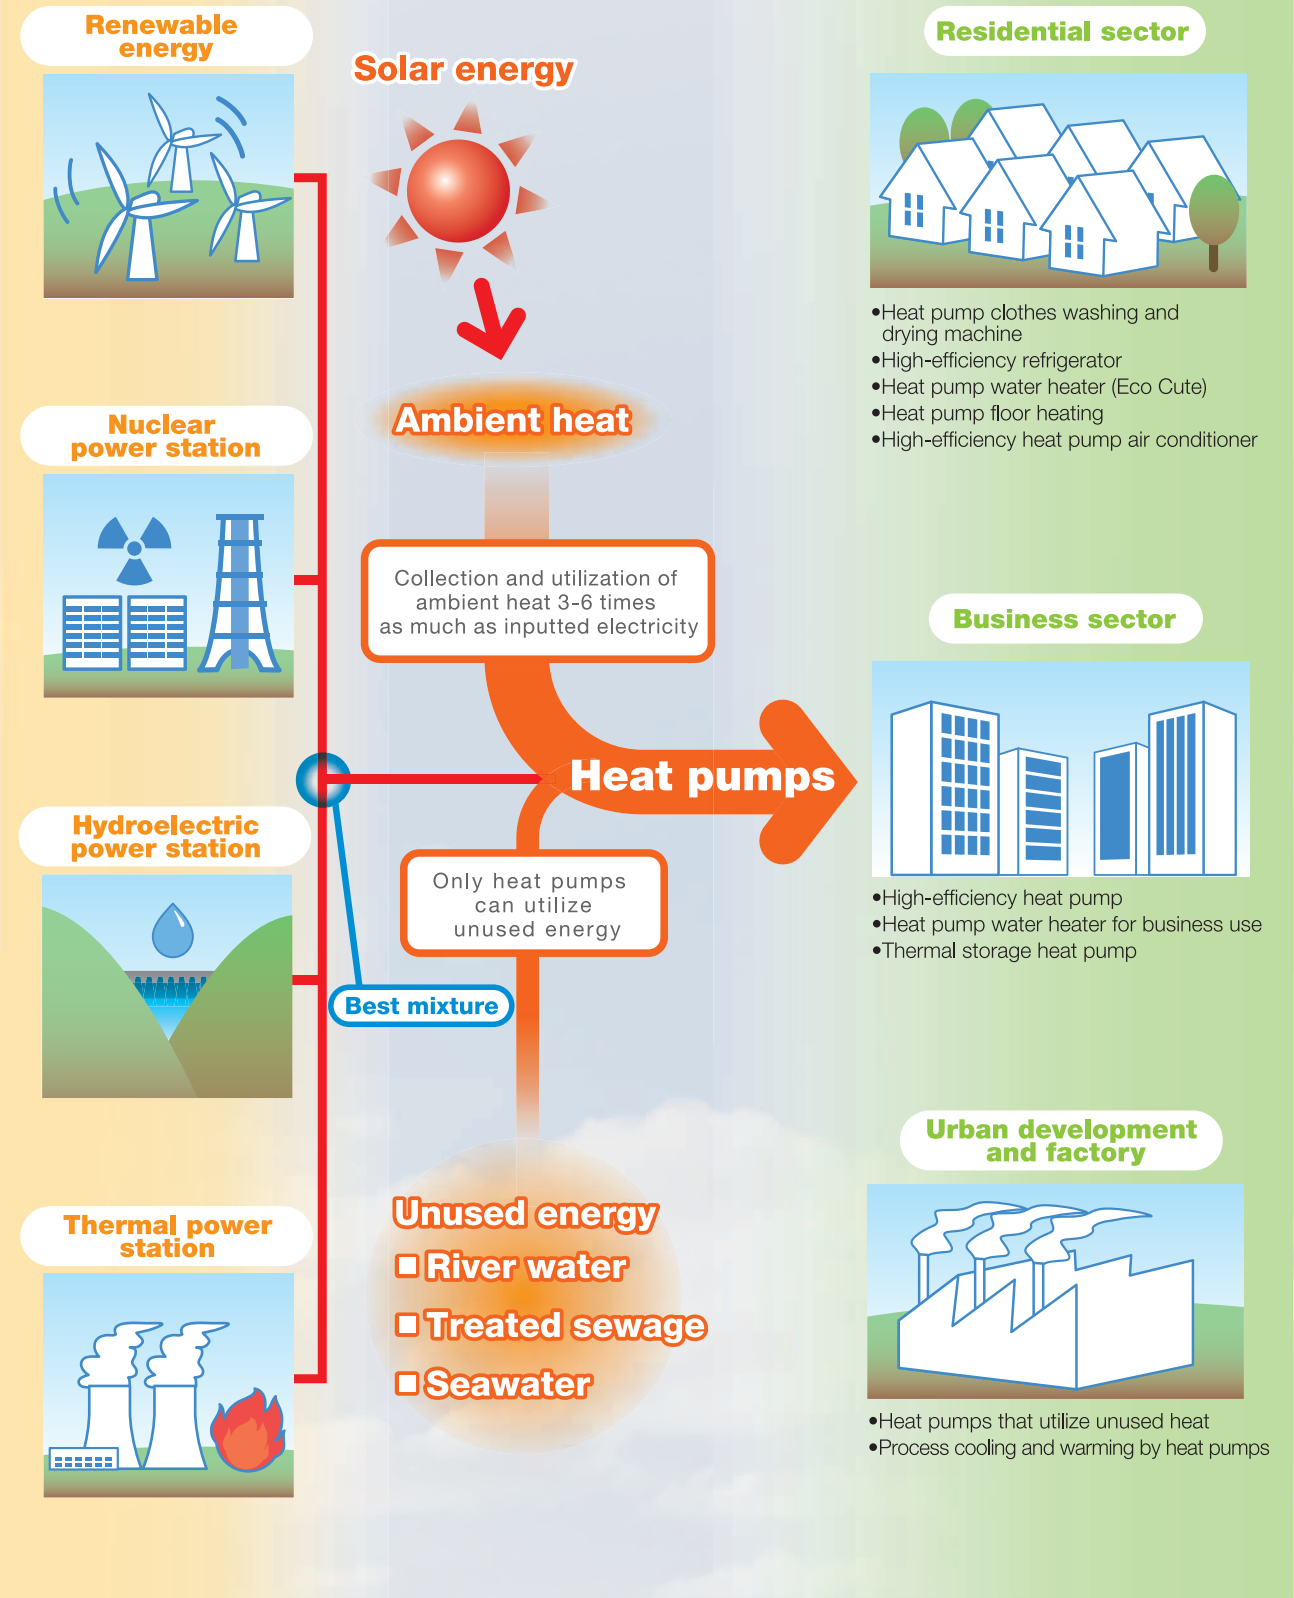 Renewable
energy
Nuclear
power station
Hydroelectric
power station
Thermal power
station
Solar energy
Ambient heat
Collection and utilization of
ambient heat 3-6 times
as much as inputted electricity
Heat pumps
Only heat pumps
can utilize
unused energy
Best mixture
Unused energy
River water
Treated sewage
Seawater
Residential sector
•Heat pump clothes washing and
drying machine
•High-efficiency refrigerator
•Heat pump water heater (Eco Cute)
•Heat pump floor heating
•High-efficiency heat pump air conditioner
Business sector
•High-efficiency heat pump
•Heat pump water heater for business use
•Thermal storage heat pump
Urban development
and factory
•Heat pumps that utilize unused heat
•Process cooling and warming by heat pumps